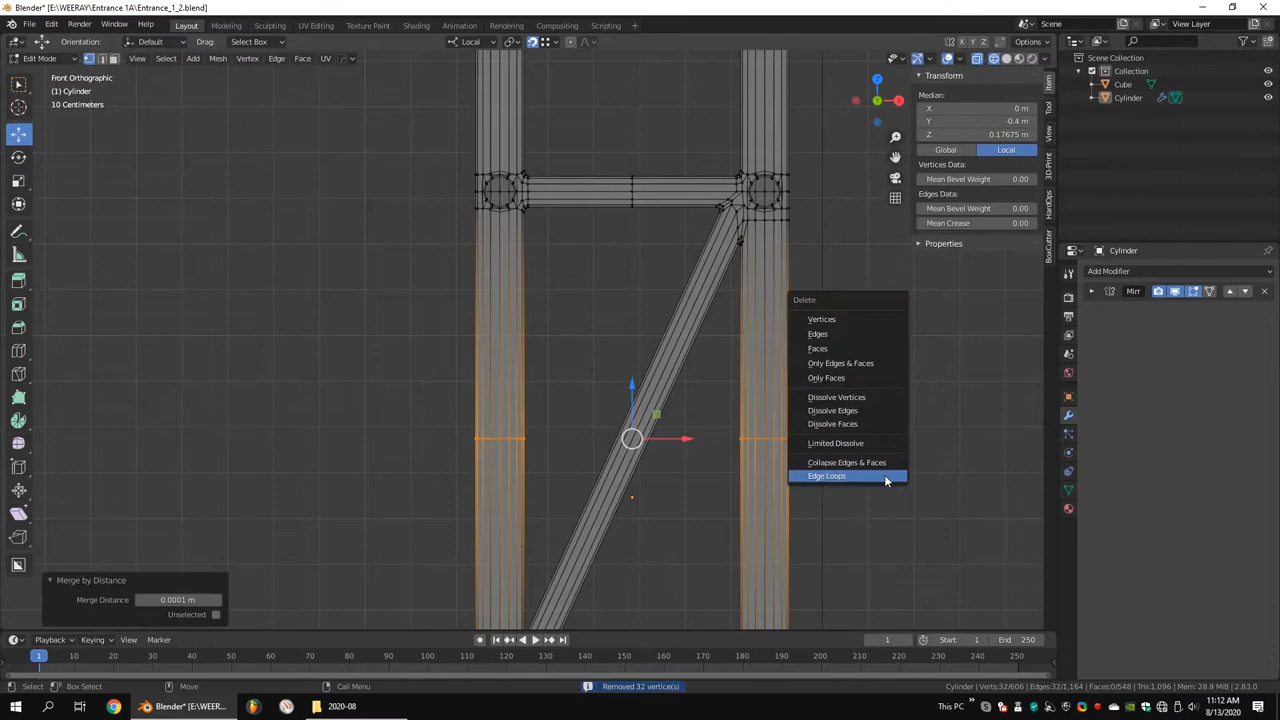 Blender* [E:\WEERAY\Entrance 1A\Entrance_1_2.blend]
File Edit Render Window Help Layout Modeling Sculpting UV Editing Texture Paint Shading Animation Rendering Compositing Scripting Scene View Layer
Orientation: Default Drag: Select Box Local X Y Z Options
Edit Mode View Select Add Mesh Vertex Edge Face UV
Front Orthographic
(1) Cylinder
10 Centimeters
Transform
Median:
X 0 m
Y -0.4 m
Z 0.17675 m
Global Local
Vertices Data:
Mean Bevel Weight 0.00
Edges Data:
Mean Bevel Weight 0.00
Mean Crease 0.00
Properties
Item
Tool
View
3D-Print
HardOps
BoxCutter
Scene Collection
Collection
Cube
Cylinder
Cylinder
Add Modifier
Mirr
Delete
Vertices
Edges
Faces
Only Edges & Faces
Only Faces
Dissolve Vertices
Dissolve Edges
Dissolve Faces
Limited Dissolve
Collapse Edges & Faces
Edge Loops
Merge by Distance
Merge Distance 0.0001 m
Unselected
Playback Keying View Marker 1 Start 1 End 250
1 10 20 30 40 50 60 70 80 90 100 110 120 130 140 150 160 170 180 190 200 210 220 230 240 250
Select Box Select Move Call Menu Removed 32 vertice(s) Cylinder | Verts:32/606 | Edges:32/1,164 | Faces:0/548 | Tris:1,096 | Mem: 28.9 MiB | 2.83.0
Blender* [E:\WEER... 2020-08 This PC 11:12 AM
8/13/2020